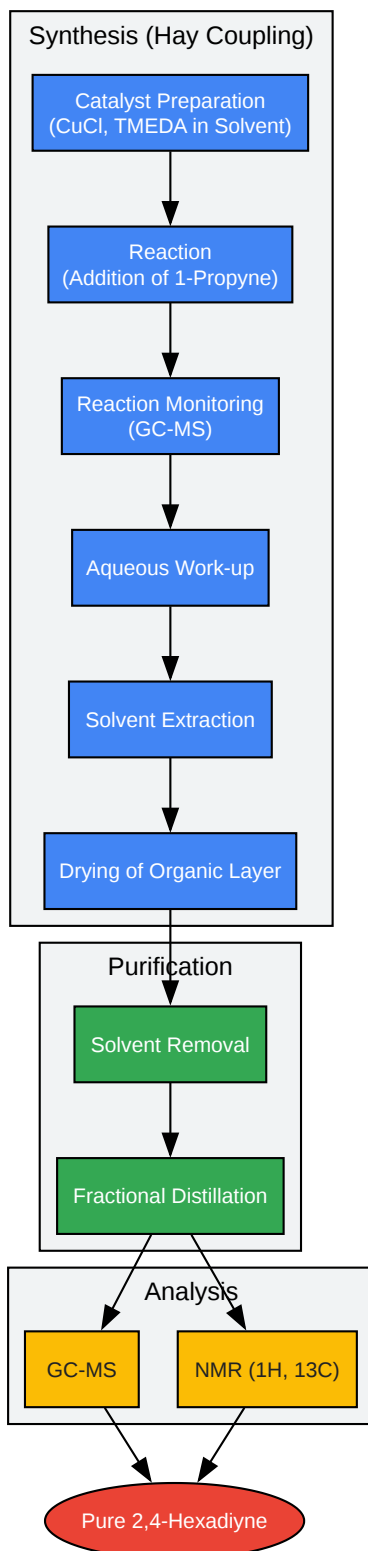 Synthesis (Hay Coupling)
Catalyst Preparation
(CuCl, TMEDA in Solvent)
Reaction
(Addition of 1-Propyne)
Reaction Monitoring
(GC-MS)
Aqueous Work-up
Solvent Extraction
Drying of Organic Layer
Purification
Solvent Removal
Fractional Distillation
Analysis
GC-MS
NMR (1H, 13C)
Pure 2,4-Hexadiyne